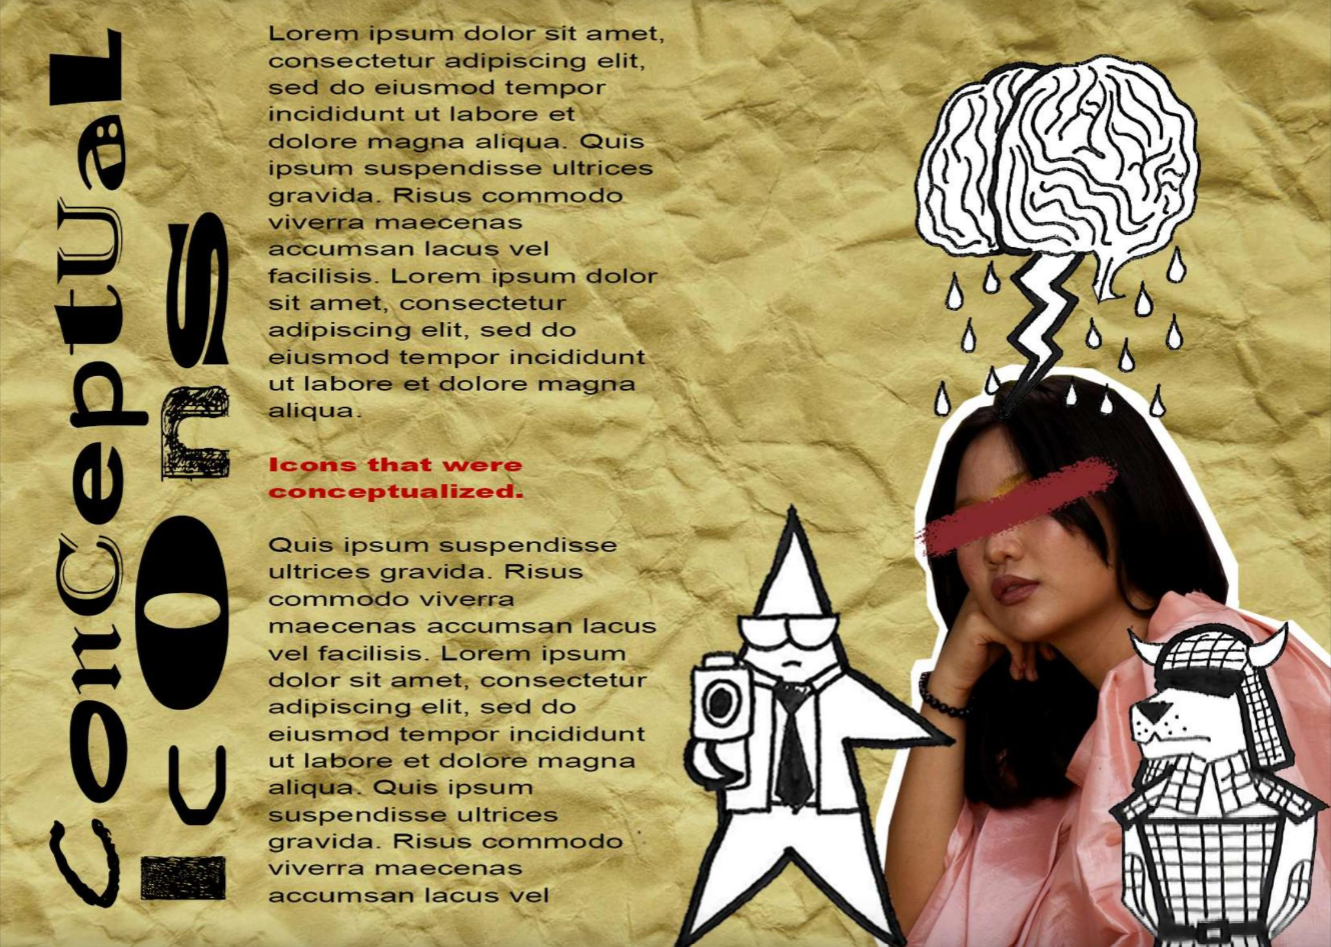 ConCeptUaL
IcOns
Lorem ipsum dolor sit amet,
consectetur adipiscing elit,
sed do eiusmod tempor
incididunt ut labore et
dolore magna aliqua. Quis
ipsum suspendisse ultrices
gravida. Risus commodo
viverra maecenas
accumsan lacus vel
facilisis. Lorem ipsum dolor
sit amet, consectetur
adipiscing elit, sed do
eiusmod tempor incididunt
ut labore et dolore magna
aliqua.
Icons that were
conceptualized.
Quis ipsum suspendisse
ultrices gravida. Risus
commodo viverra
maecenas accumsan lacus
vel facilisis. Lorem ipsum
dolor sit amet, consectetur
adipiscing elit, sed do
eiusmod tempor incididunt
ut labore et dolore magna
aliqua. Quis ipsum
suspendisse ultrices
gravida. Risus commodo
viverra maecenas
accumsan lacus vel